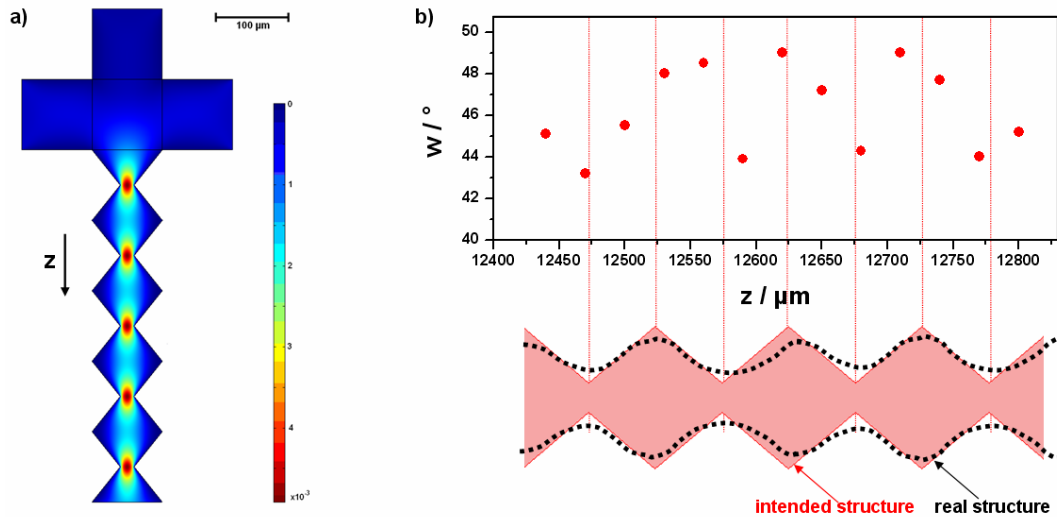 a)
100 µm
z
0
1
2
3
4
x10⁻³
b)
W / °
50
48
46
44
42
40
12400 12450 12500 12550 12600 12650 12700 12750 12800
z / µm
intended structure
real structure